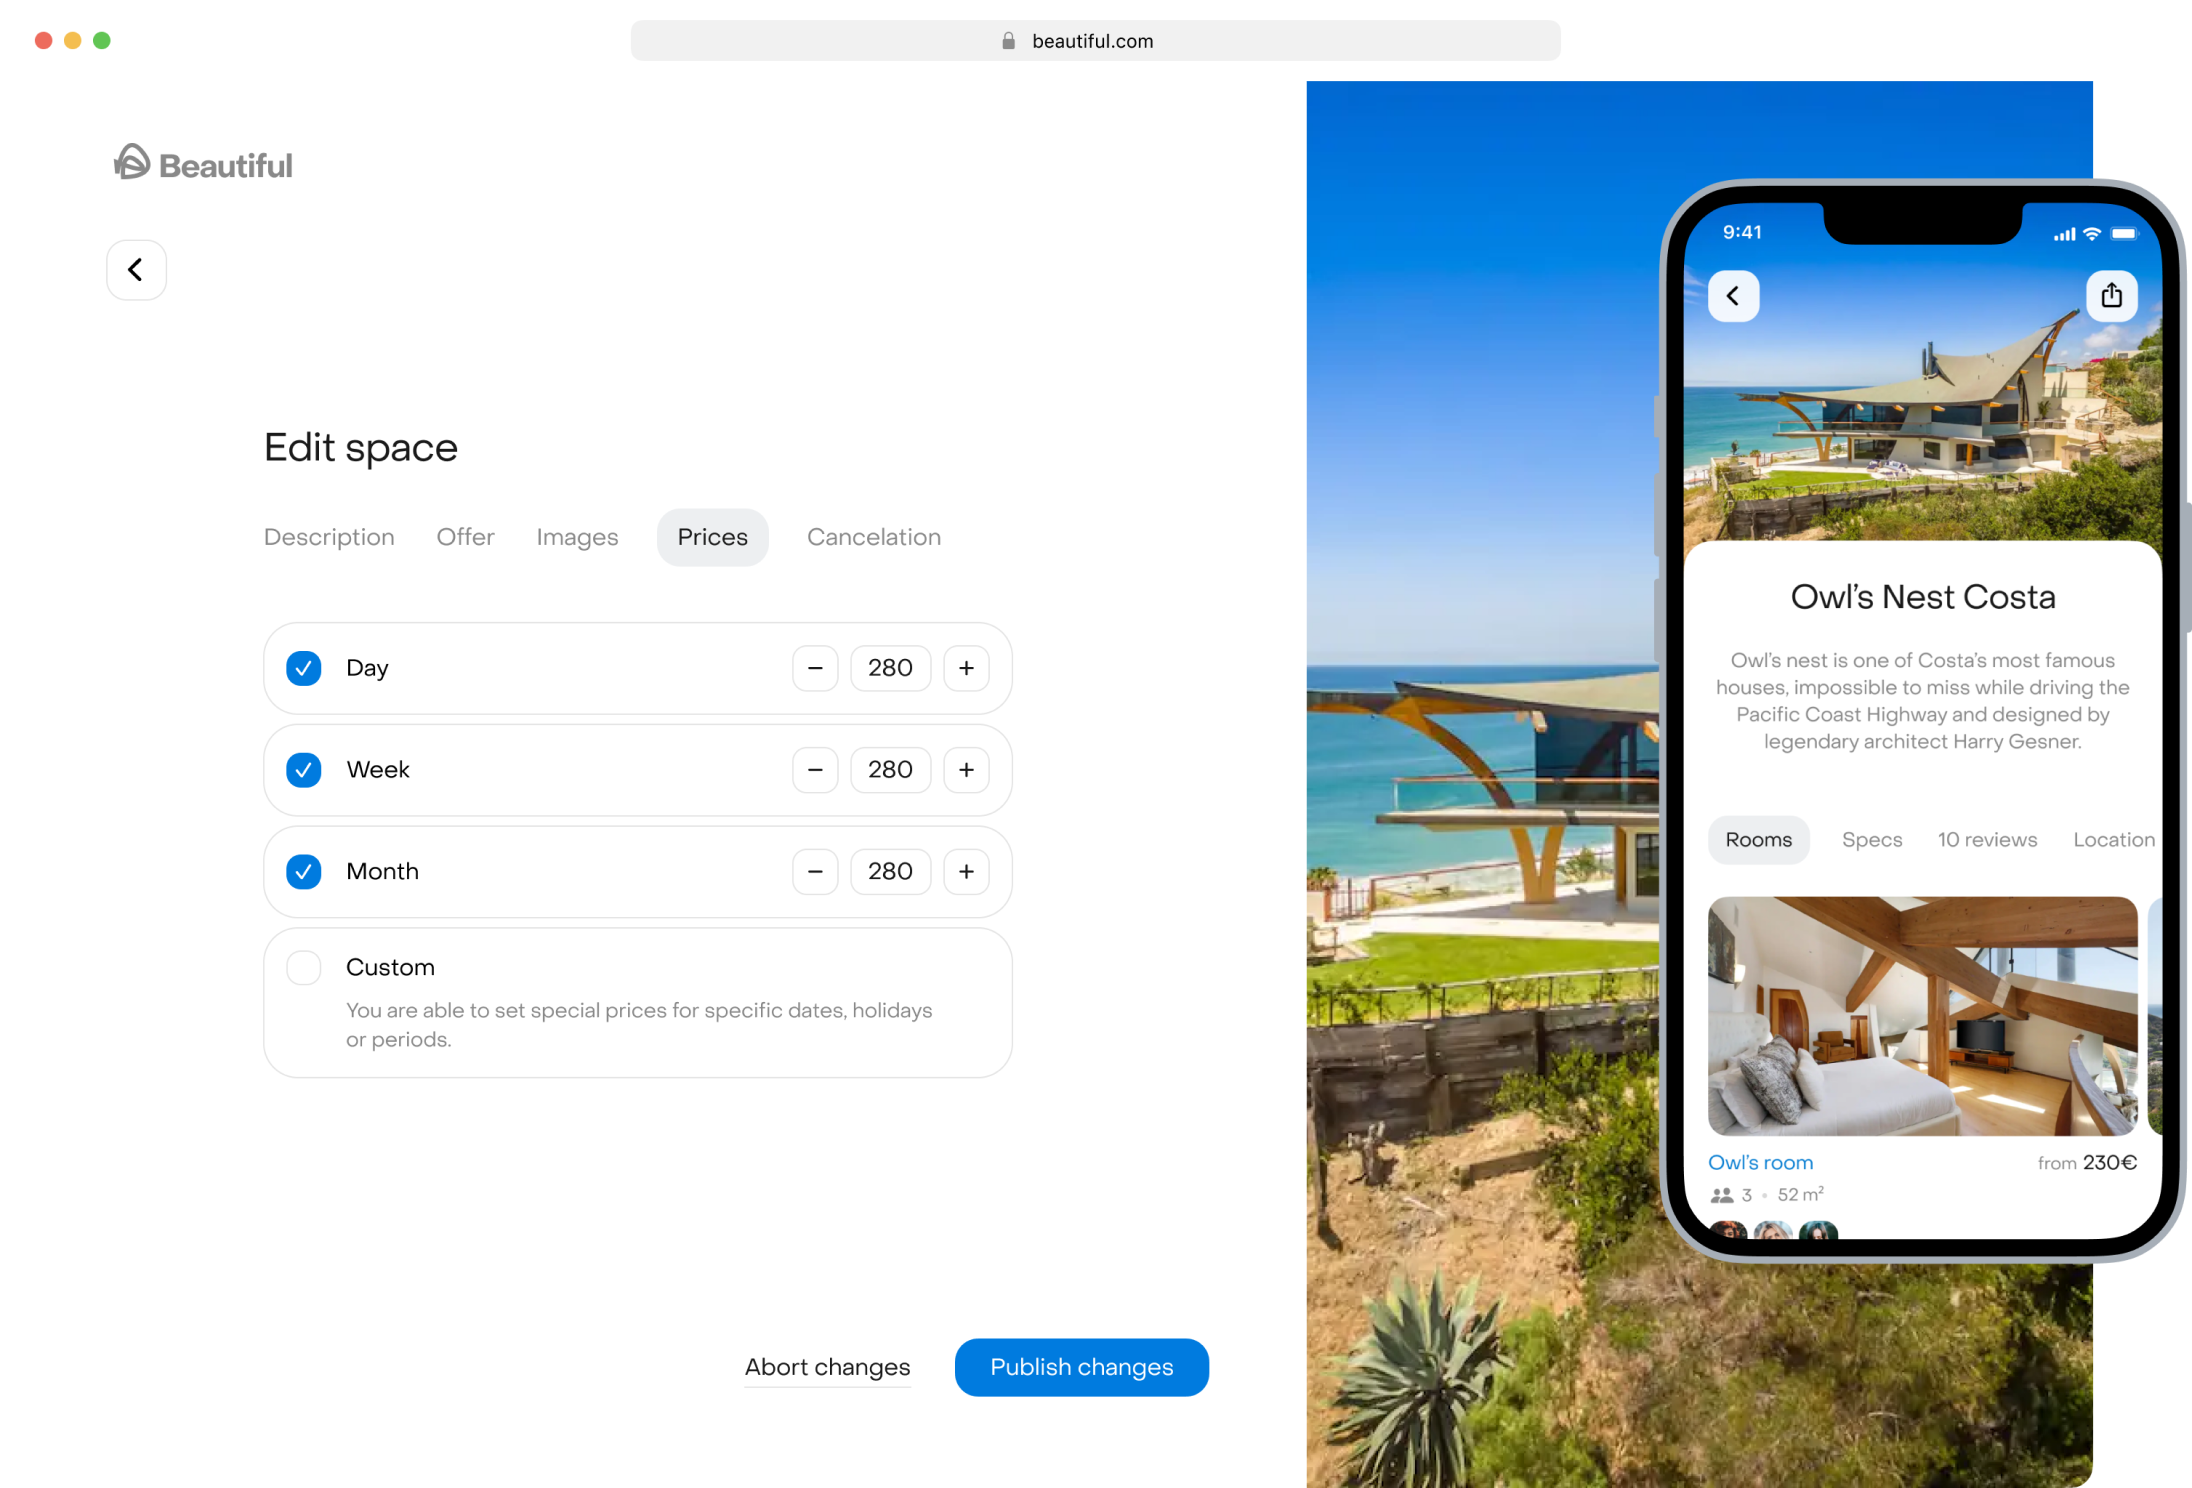 beautiful.com
Beautiful
Edit space
Description Offer Images Prices Cancelation
Day − 280 +
Week − 280 +
Month − 280 +
Custom
You are able to set special prices for specific dates, holidays
or periods.
Abort changes Publish changes
9:41
Owl’s Nest Costa
Owl’s nest is one of Costa’s most famous
houses, impossible to miss while driving the
Pacific Coast Highway and designed by
legendary architect Harry Gesner.
Rooms Specs 10 reviews Location
Owl’s room from 230€
3 • 52 m²